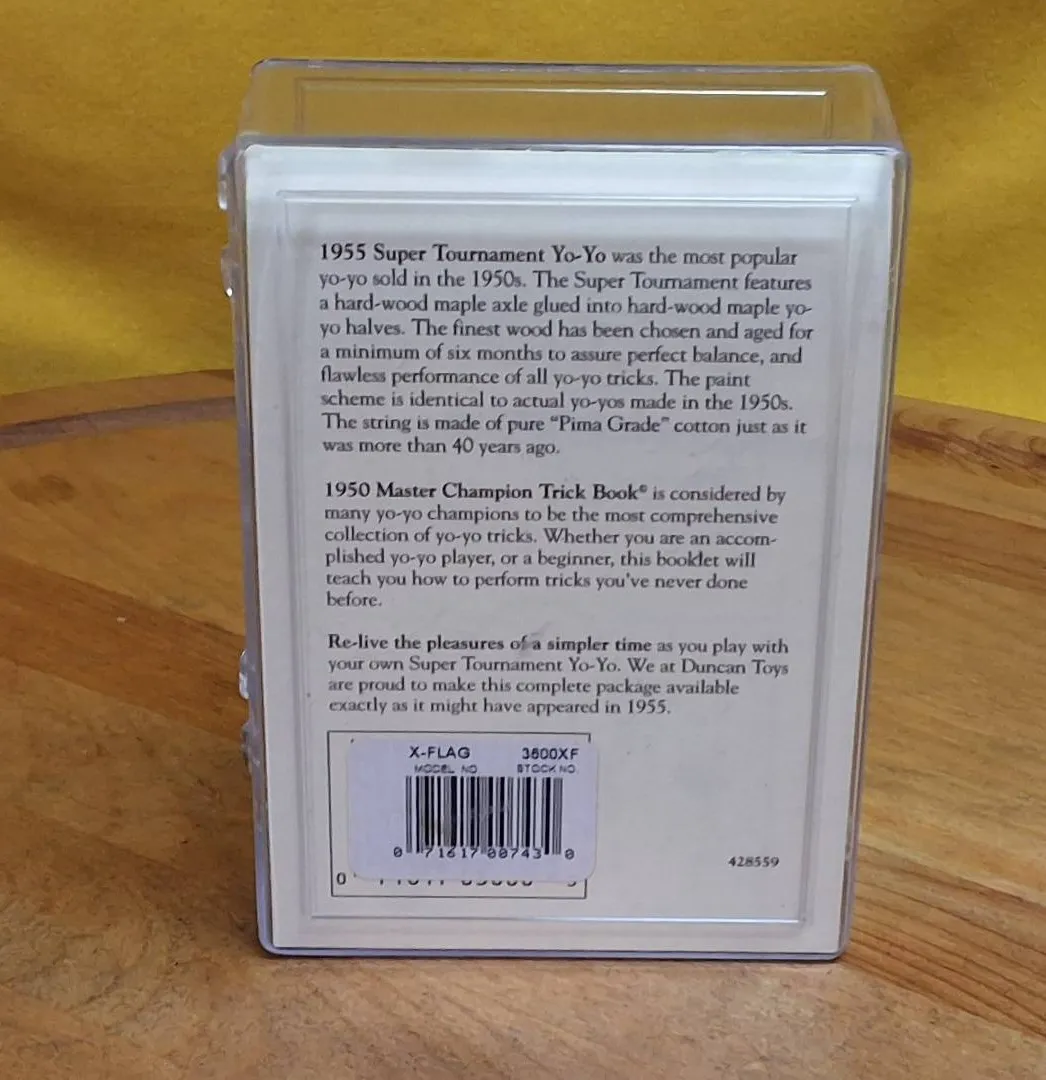 1955 Super Tournament Yo-Yo was the most popular
yo-yo sold in the 1950s. The Super Tournament features
a hard-wood maple axle glued into hard-wood maple yo-
yo halves. The finest wood has been chosen and aged for
a minimum of six months to assure perfect balance, and
flawless performance of all yo-yo tricks. The paint
scheme is identical to actual yo-yos made in the 1950s.
The string is made of pure "Pima Grade" cotton just as it
was more than 40 years ago.
1950 Master Champion Trick Book® is considered by
many yo-yo champions to be the most comprehensive
collection of yo-yo tricks. Whether you are an accom-
plished yo-yo player, or a beginner, this booklet will
teach you how to perform tricks you've never done
before.
Re-live the pleasures of a simpler time as you play with
your own Super Tournament Yo-Yo. We at Duncan Toys
are proud to make this complete package available
exactly as it might have appeared in 1955.
X-FLAG 3600XF
MODEL NO. STOCK NO.
0 71617 00743 0
0
428559